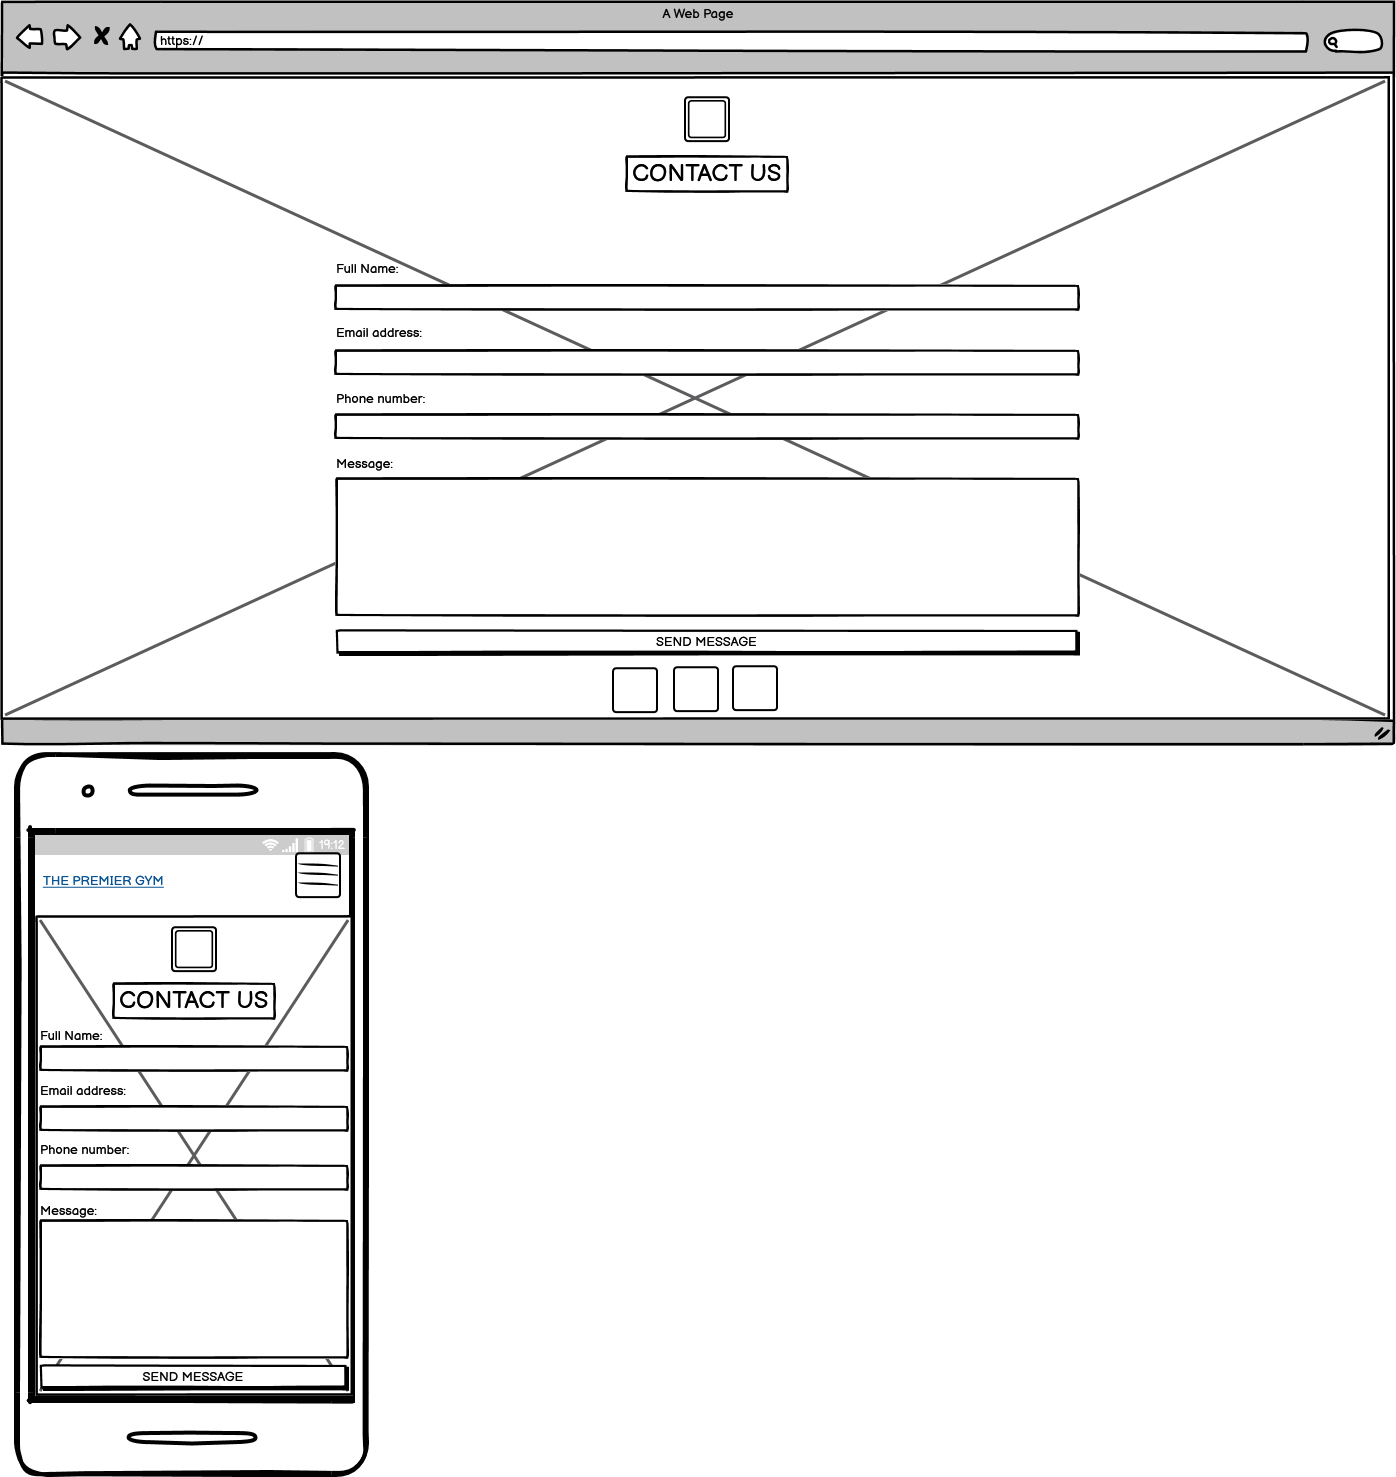 A Web Page
https://
CONTACT US
Full Name:
Email address:
Phone number:
Message:
SEND MESSAGE
19:12
THE PREMIER GYM
CONTACT US
Full Name:
Email address:
Phone number:
Message:
SEND MESSAGE